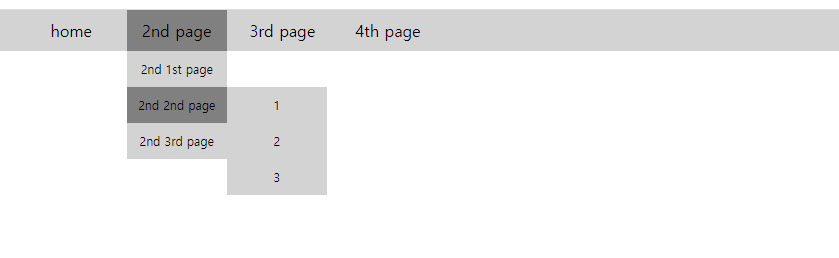 home 2nd page 3rd page 4th page
2nd 1st page
2nd 2nd page 1
2nd 3rd page 2
3